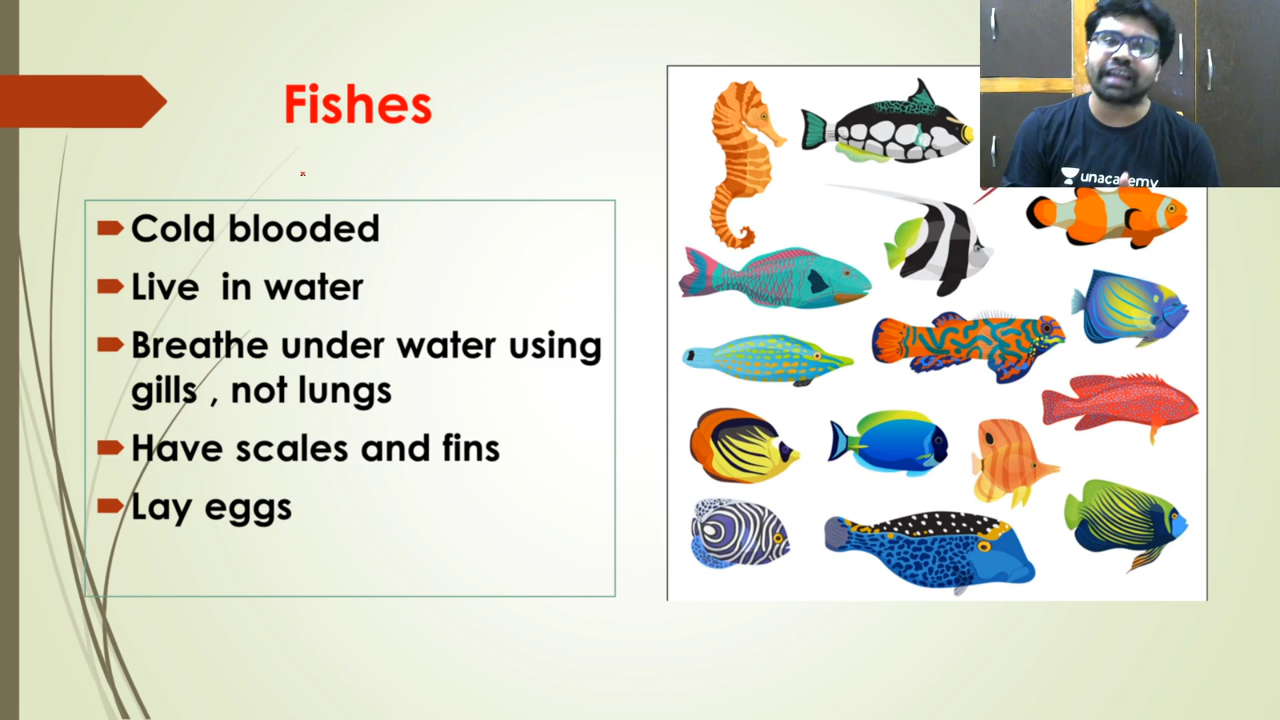 Fishes
Cold blooded
Live in water
Breathe under water using
gills , not lungs
Have scales and fins
Lay eggs
unacademy